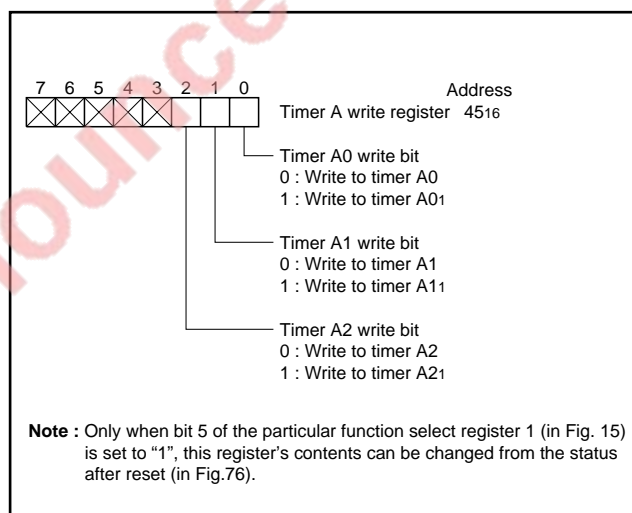 ounce
7 6 5 4 3 2 1 0
Address
Timer A write register 4516
Timer A0 write bit
0 : Write to timer A0
1 : Write to timer A01
Timer A1 write bit
0 : Write to timer A1
1 : Write to timer A11
Timer A2 write bit
0 : Write to timer A2
1 : Write to timer A21
Note : Only when bit 5 of the particular function select register 1 (in Fig. 15)
is set to “1”, this register’s contents can be changed from the status
after reset (in Fig.76).